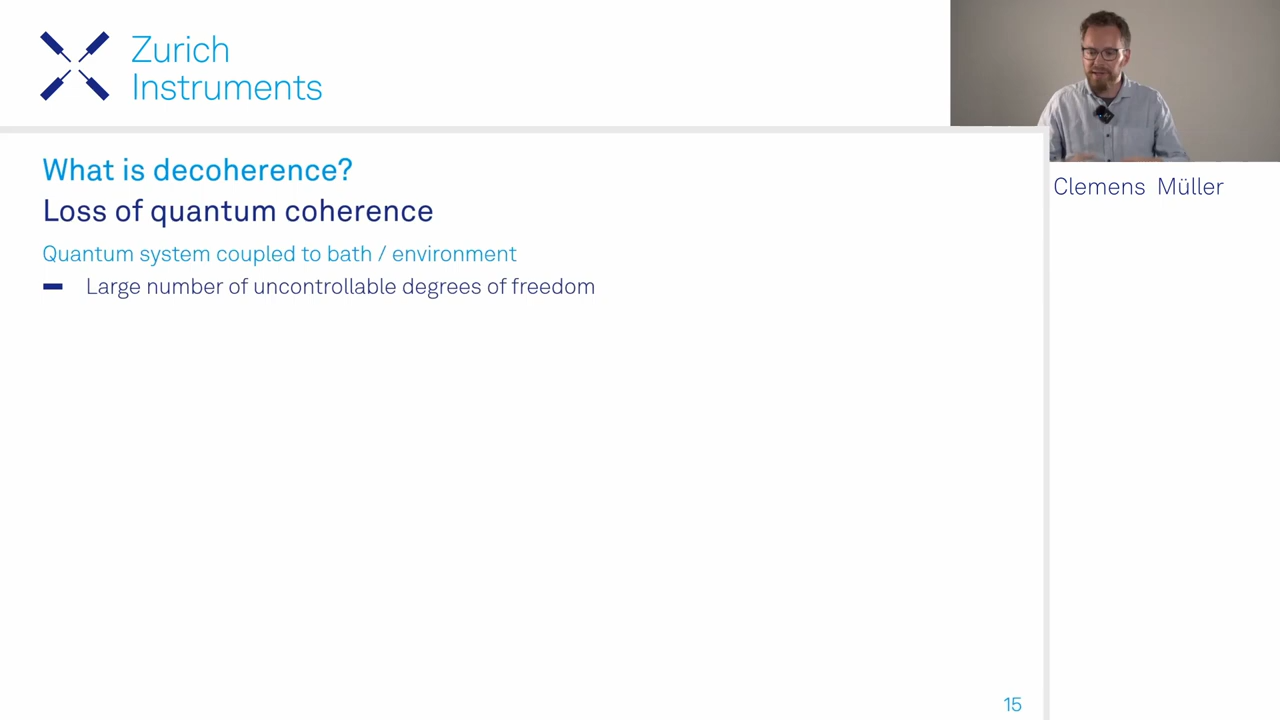 Zurich
Instruments
What is decoherence?
Loss of quantum coherence
Quantum system coupled to bath / environment
Large number of uncontrollable degrees of freedom
Clemens Müller
15